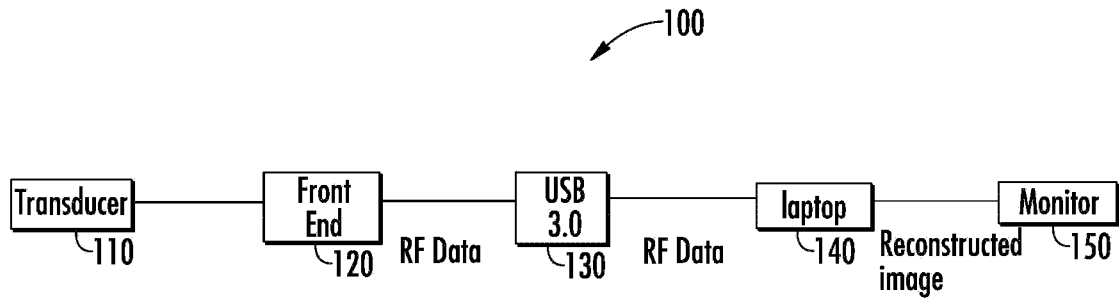 100
Transducer
110
Front
End
120
RF Data
USB
3.0
130
RF Data
laptop
140
Reconstructed
image
Monitor
150